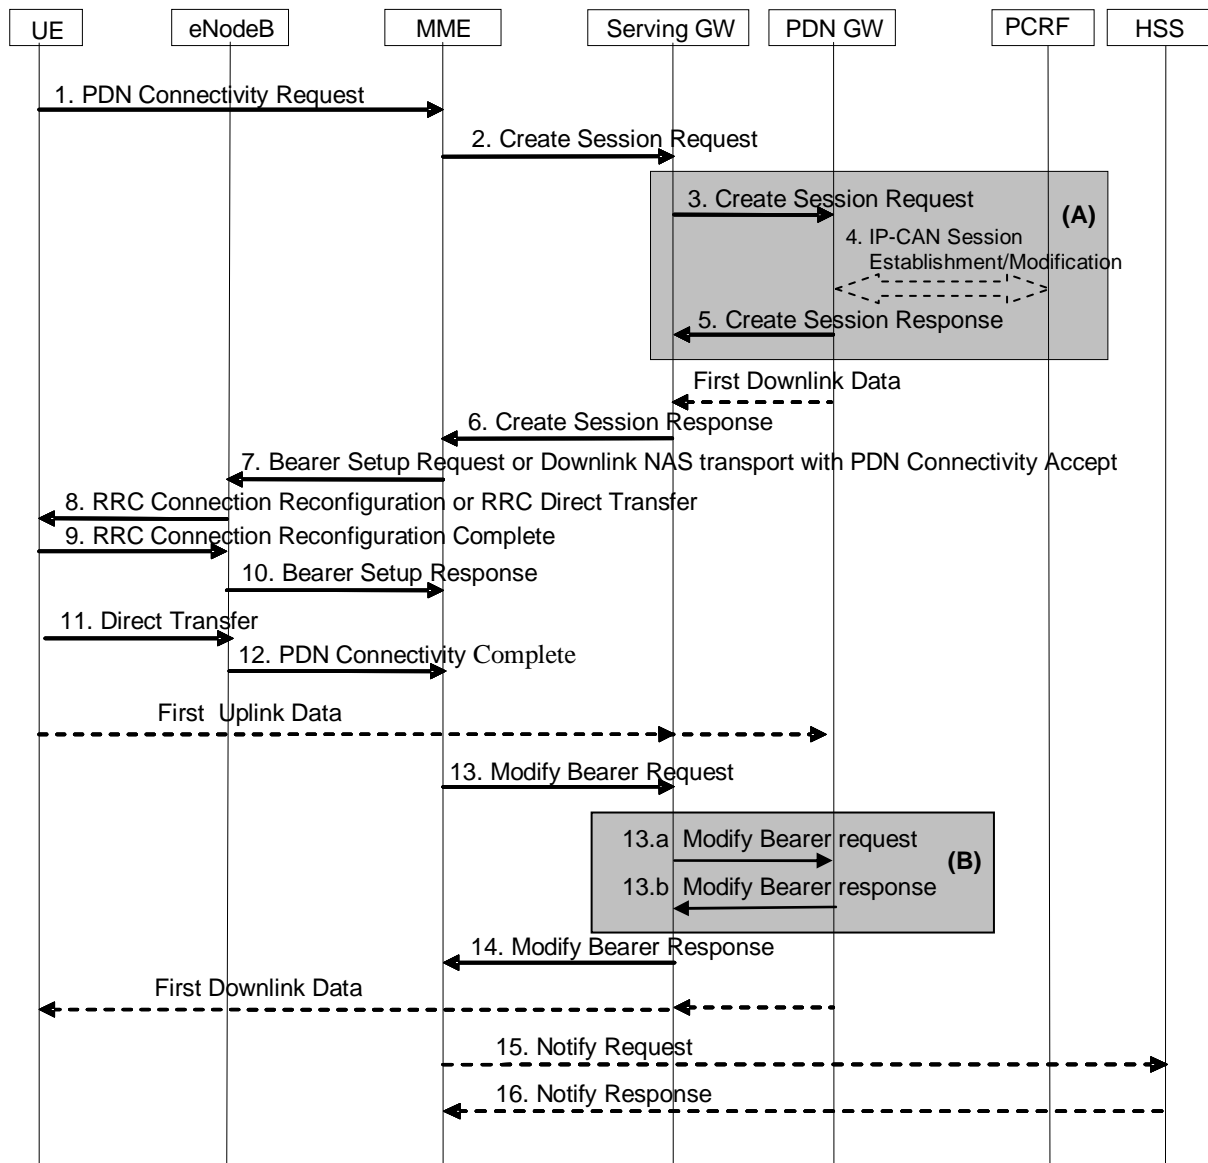 UE
eNodeB
MME
Serving GW
PDN GW
PCRF
HSS
1. PDN Connectivity Request
2. Create Session Request
3. Create Session Request
(A)
4. IP-CAN Session
Establishment/Modification
5. Create Session Response
First Downlink Data
6. Create Session Response
7. Bearer Setup Request or Downlink NAS transport with PDN Connectivity Accept
8. RRC Connection Reconfiguration or RRC Direct Transfer
9. RRC Connection Reconfiguration Complete
10. Bearer Setup Response
11. Direct Transfer
12. PDN Connectivity Complete
First Uplink Data
13. Modify Bearer Request
13.a Modify Bearer request
(B)
13.b Modify Bearer response
14. Modify Bearer Response
First Downlink Data
15. Notify Request
16. Notify Response